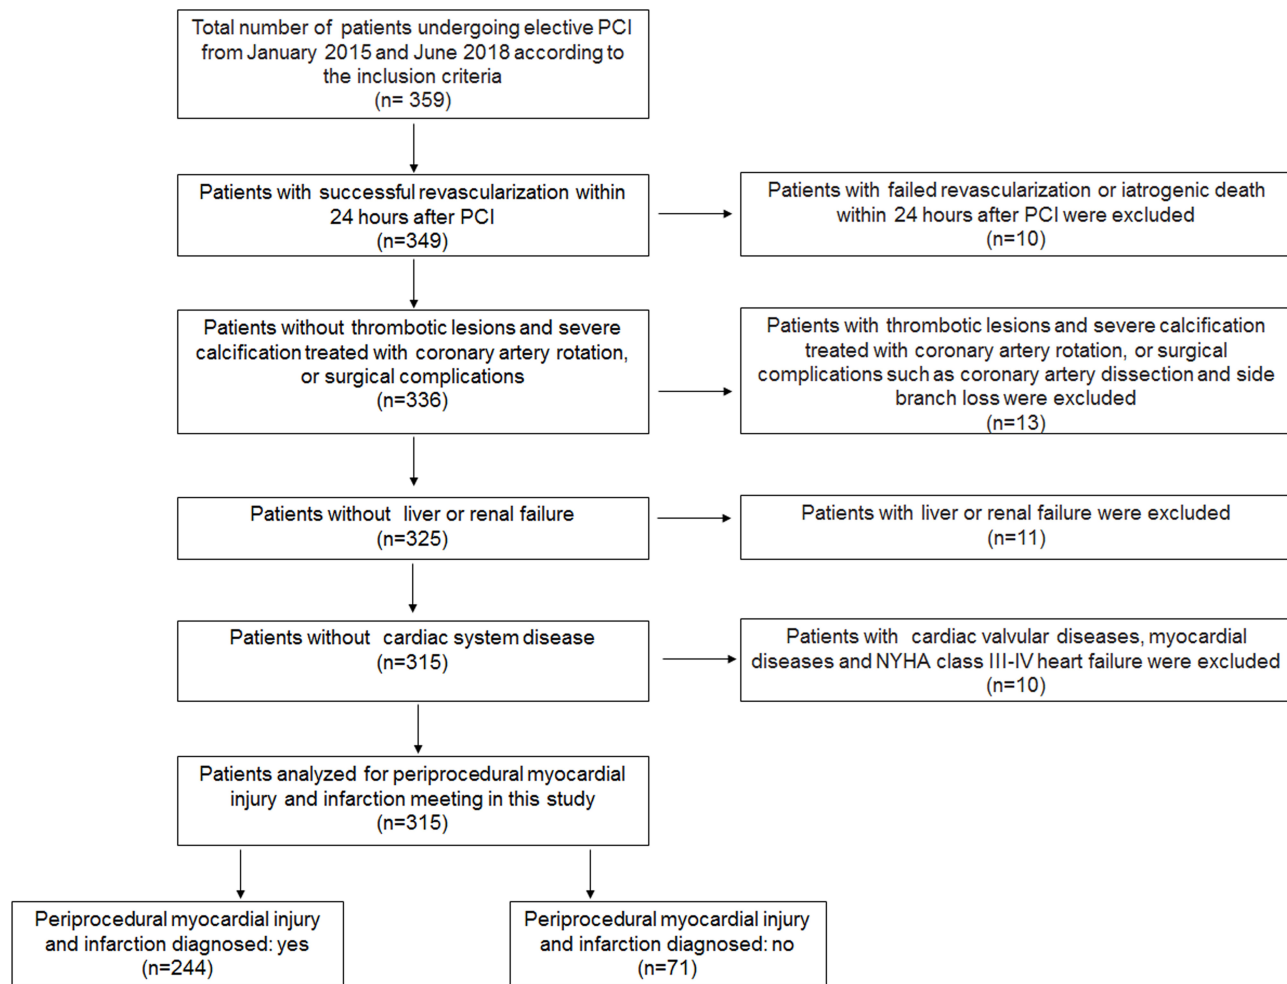 Total number of patients undergoing elective PCI
from January 2015 and June 2018 according to
the inclusion criteria
(n= 359)
Patients with successful revascularization within
24 hours after PCI
(n=349)
Patients with failed revascularization or iatrogenic death
within 24 hours after PCI were excluded
(n=10)
Patients without thrombotic lesions and severe
calcification treated with coronary artery rotation,
or surgical complications
(n=336)
Patients with thrombotic lesions and severe calcification
treated with coronary artery rotation, or surgical
complications such as coronary artery dissection and side
branch loss were excluded
(n=13)
Patients without liver or renal failure
(n=325)
Patients with liver or renal failure were excluded
(n=11)
Patients without cardiac system disease
(n=315)
Patients with cardiac valvular diseases, myocardial
diseases and NYHA class III-IV heart failure were excluded
(n=10)
Patients analyzed for periprocedural myocardial
injury and infarction meeting in this study
(n=315)
Periprocedural myocardial injury
and infarction diagnosed: yes
(n=244)
Periprocedural myocardial injury
and infarction diagnosed: no
(n=71)